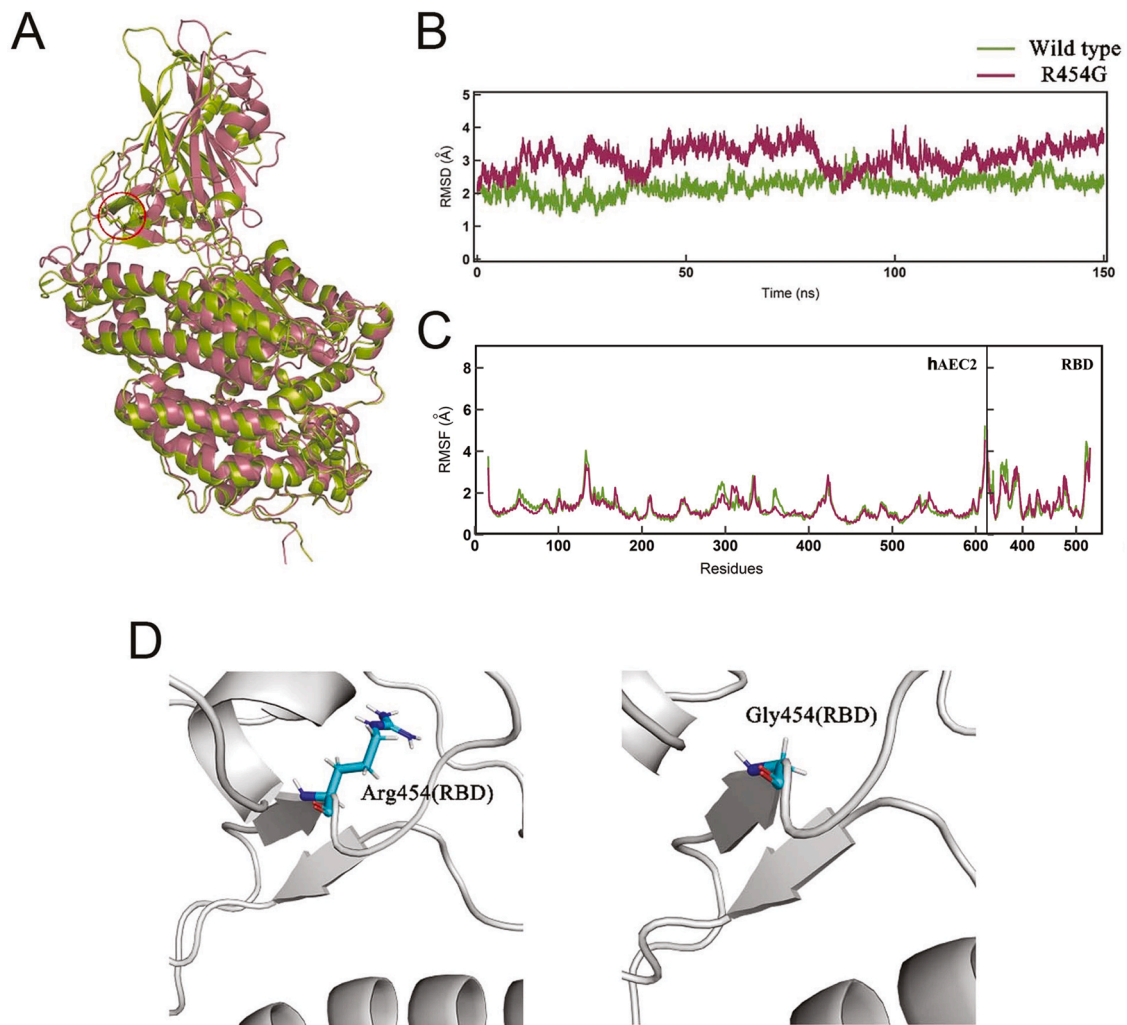 A
B
Wild type
R454G
5
4
3
2
1
0
RMSD (Å)
0 50 100 150
Time (ns)
C
hAEC2 RBD
8
6
4
2
0
RMSF (Å)
0 100 200 300 400 500 600 400 500
Residues
D
Arg454(RBD)
Gly454(RBD)